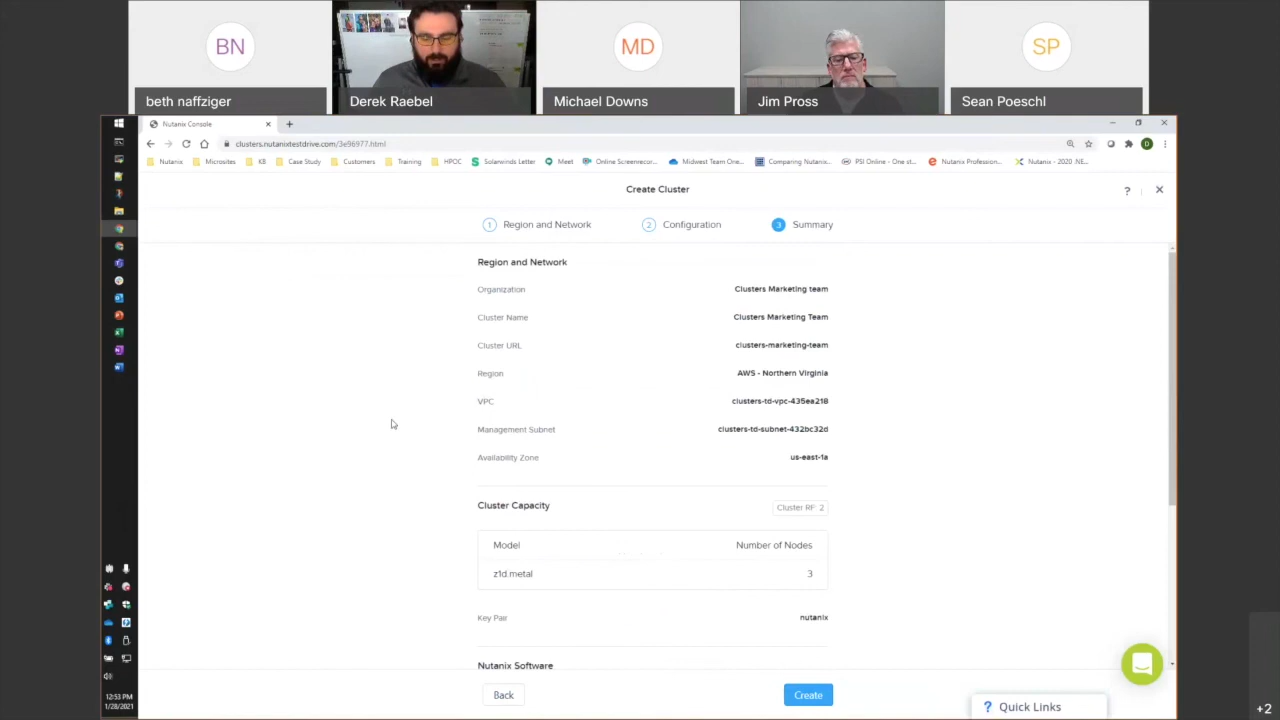 BN
MD
SP
beth naffziger
Derek Raebel
Michael Downs
Jim Pross
Sean Poeschl
Nutanix Console
clusters.nutanixtestdrive.com/3e96977.html
Nutanix
Microsites
KB
Case Study
Customers
Training
HPOC
Solarwinds Letter
Meet
Online Screenrecor...
Midwest Team One...
Comparing Nutanix...
PSI Online - One st...
Nutanix Profession...
Nutanix - 2020 .NE...
D
Create Cluster
?
1 Region and Network
2 Configuration
3 Summary
Region and Network
Organization Clusters Marketing team
Cluster Name Clusters Marketing Team
Cluster URL clusters-marketing-team
Region AWS - Northern Virginia
VPC clusters-td-vpc-435ea218
Management Subnet clusters-td-subnet-432bc32d
Availability Zone us-east-1a
Cluster Capacity Cluster RF 2
Model Number of Nodes
z1d.metal 3
Key Pair nutanix
Nutanix Software
Back
Create
? Quick Links
12:53 PM
1/28/2021
+2